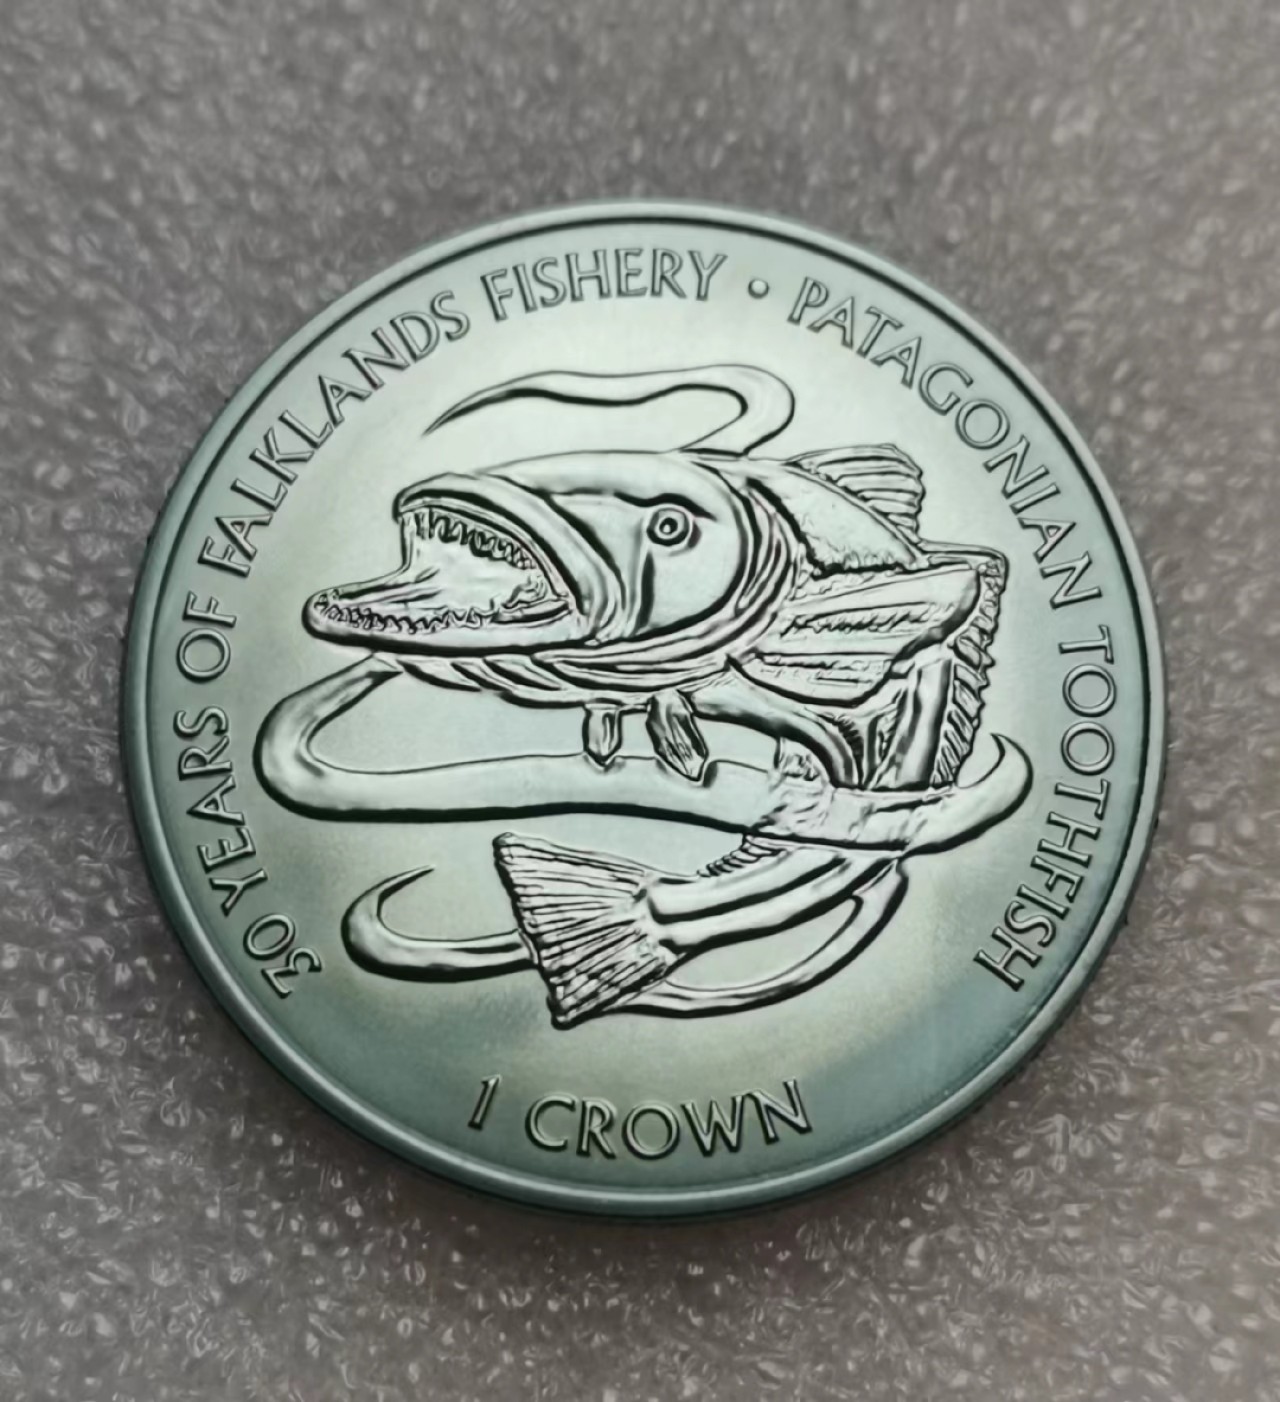 30 YEARS OF FALKLANDS FISHERY • PATAGONIAN TOOTHFISH
1 CROWN